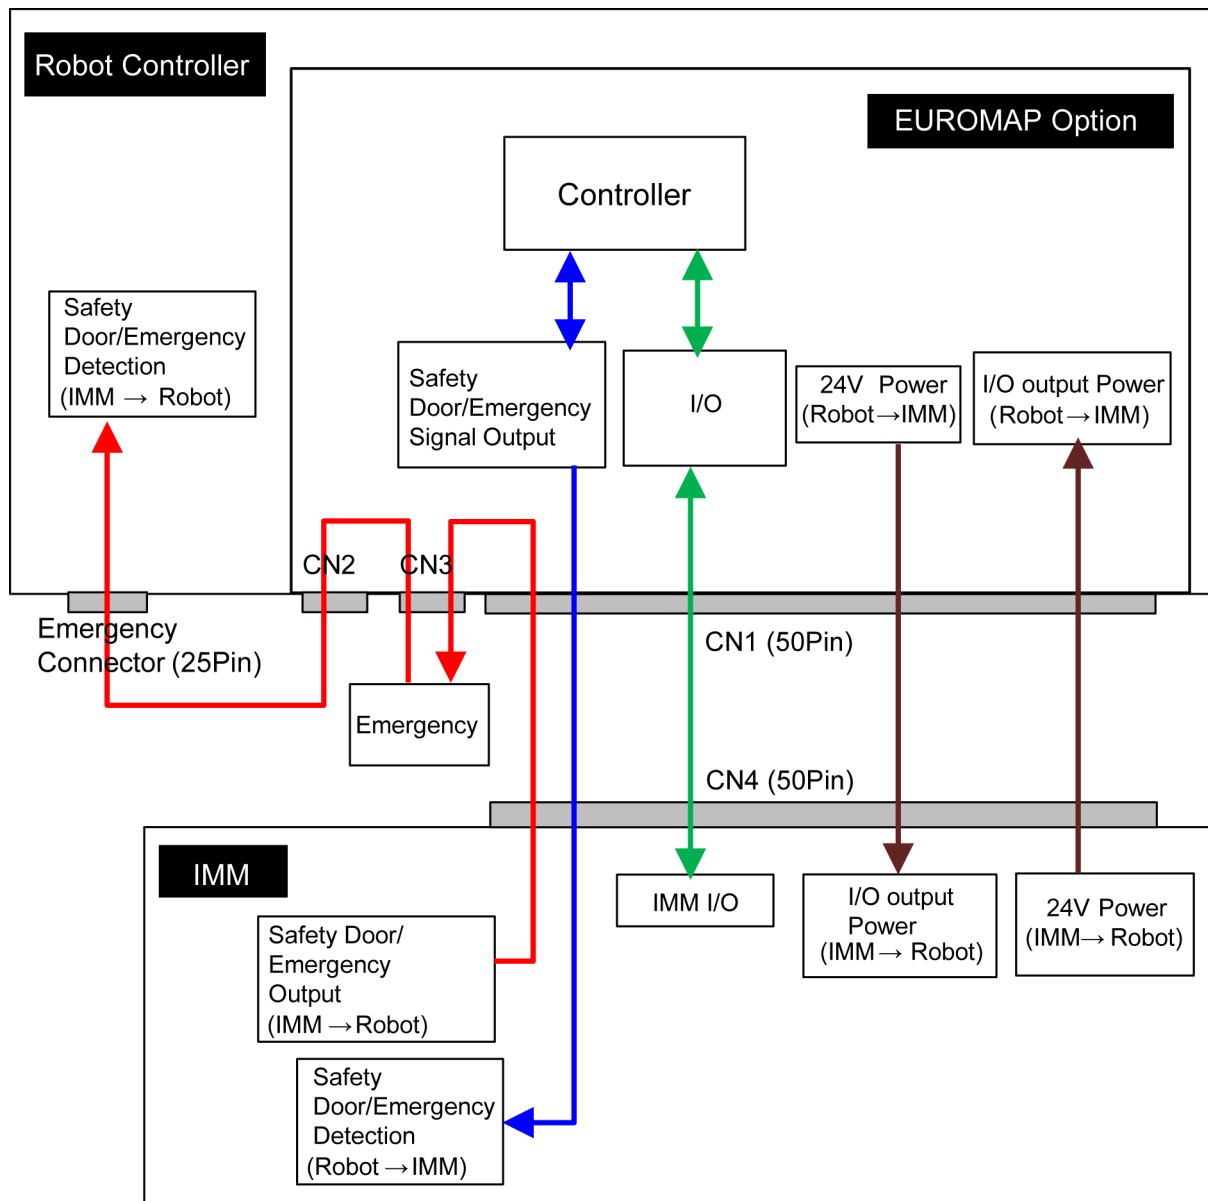 Robot Controller
EUROMAP Option
Controller
Safety
Door/Emergency
Detection
(IMM → Robot)
Safety
Door/Emergency
Signal Output
I/O
24V Power
(Robot→IMM)
I/O output Power
(Robot→IMM)
CN2
CN3
Emergency
Connector (25Pin)
CN1 (50Pin)
Emergency
CN4 (50Pin)
IMM
IMM I/O
I/O output
Power
(IMM→ Robot)
24V Power
(IMM→ Robot)
Safety Door/
Emergency
Output
(IMM →Robot)
Safety
Door/Emergency
Detection
(Robot →IMM)